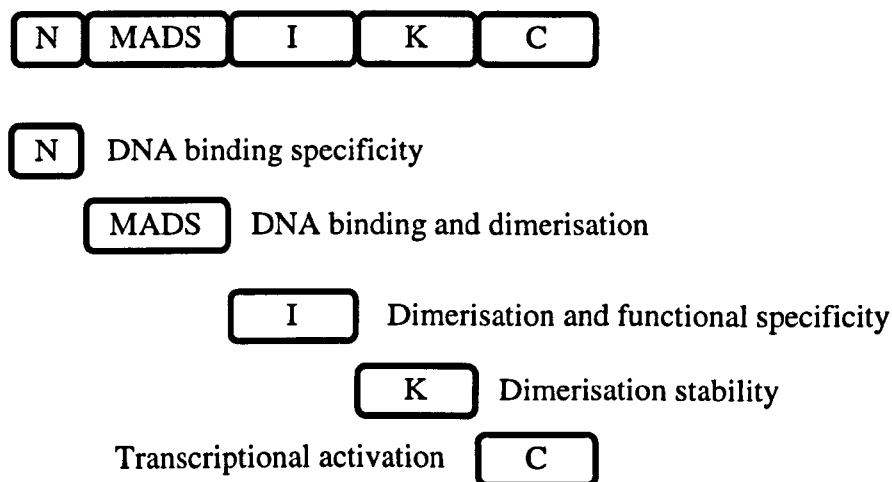 N MADS I K C
N DNA binding specificity
MADS DNA binding and dimerisation
I Dimerisation and functional specificity
K Dimerisation stability
Transcriptional activation C